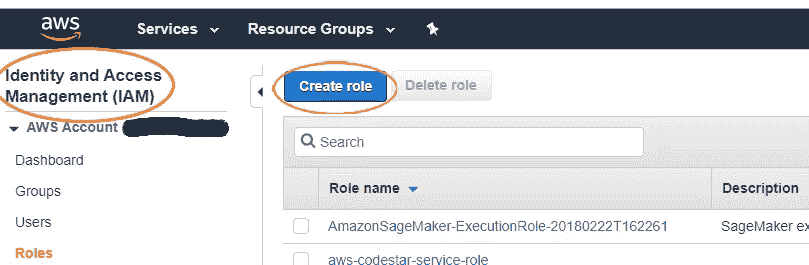 aws
Services
Resource Groups
Identity and Access
Management (IAM)
AWS Account
Dashboard
Groups
Users
Roles
Create role
Delete role
Search
Role name
Description
AmazonSageMaker-ExecutionRole-20180222T162261
SageMaker ex
aws-codestar-service-role